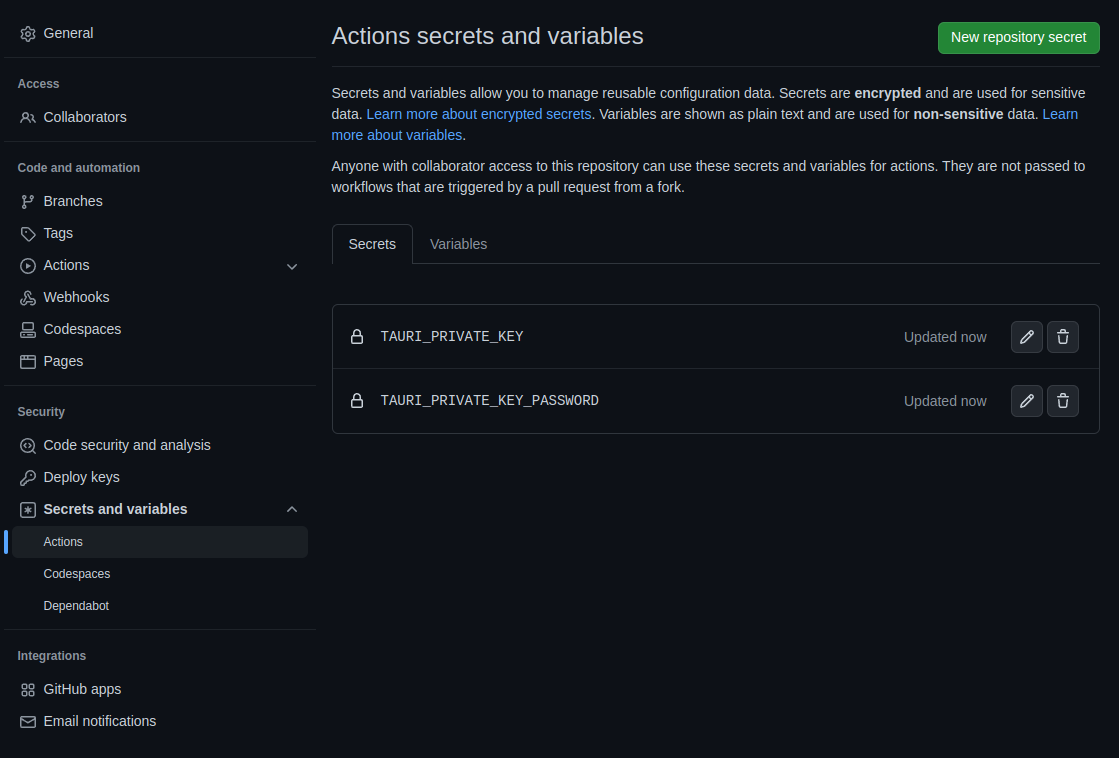 General
Access
Collaborators
Code and automation
Branches
Tags
Actions
Webhooks
Codespaces
Pages
Security
Code security and analysis
Deploy keys
Secrets and variables
Actions
Codespaces
Dependabot
Integrations
GitHub apps
Email notifications
Actions secrets and variables
New repository secret
Secrets and variables allow you to manage reusable configuration data. Secrets are encrypted and are used for sensitive
data. Learn more about encrypted secrets. Variables are shown as plain text and are used for non-sensitive data. Learn
more about variables.
Anyone with collaborator access to this repository can use these secrets and variables for actions. They are not passed to
workflows that are triggered by a pull request from a fork.
Secrets Variables
TAURI_PRIVATE_KEY Updated now
TAURI_PRIVATE_KEY_PASSWORD Updated now